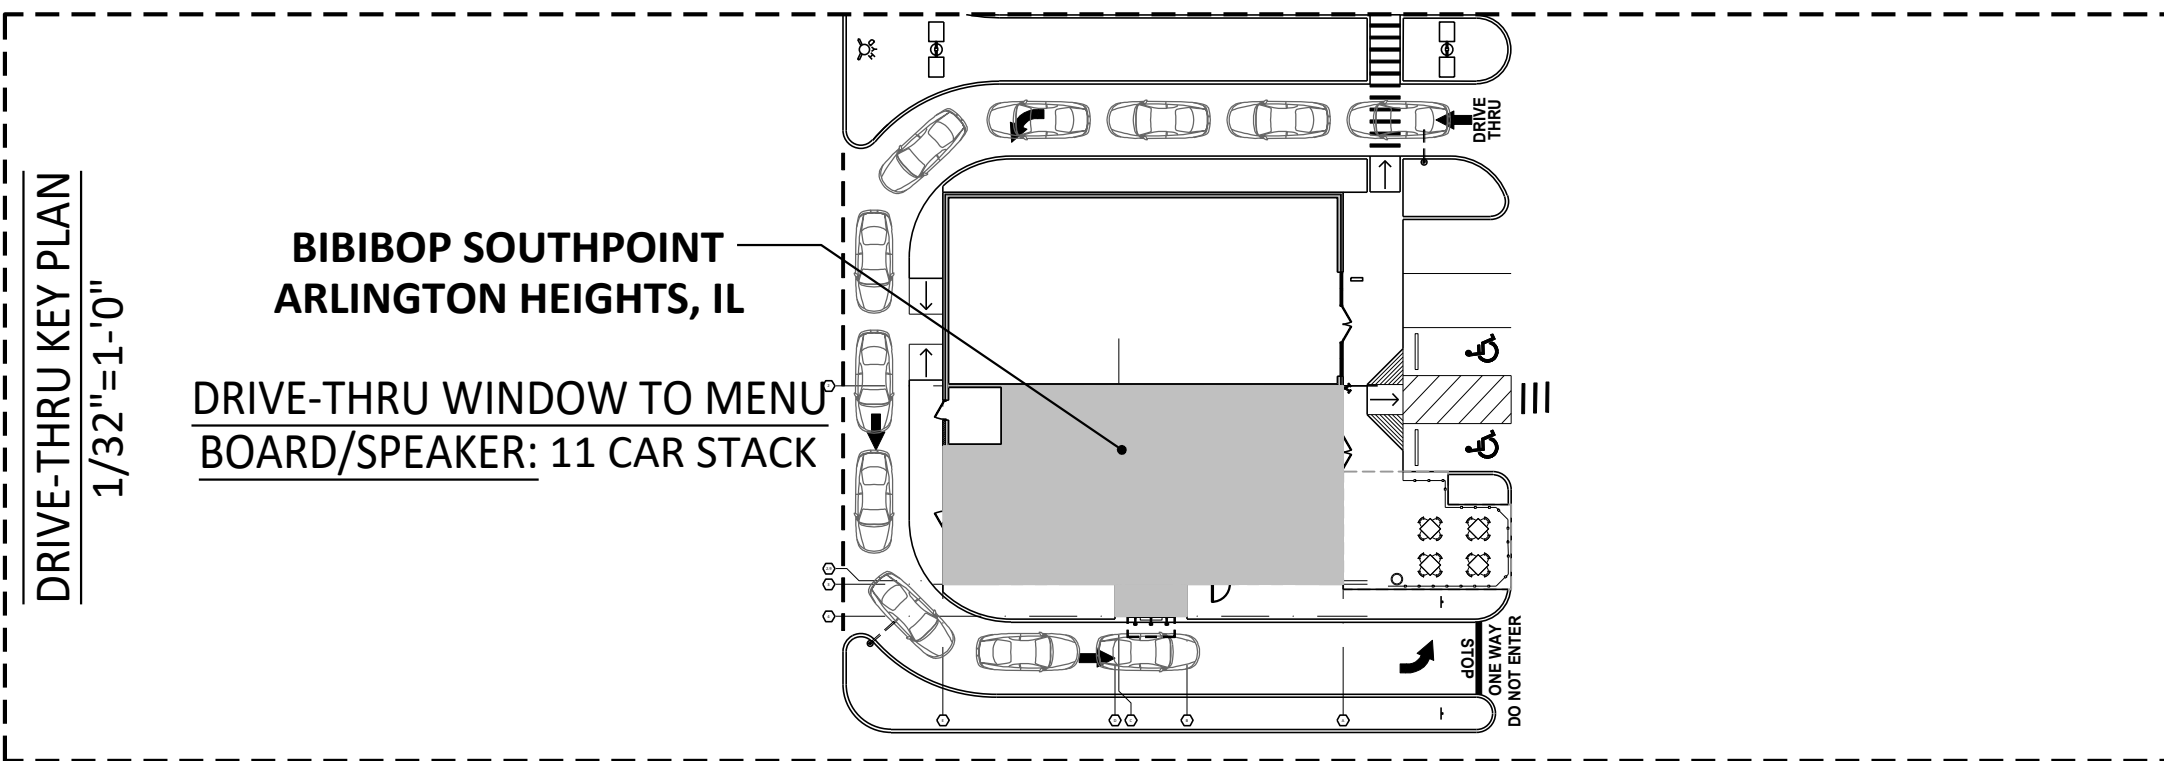 DRIVE-THRU KEY PLAN
1/32"=1-'0"
BIBIBOP SOUTHPOINT
ARLINGTON HEIGHTS, IL
DRIVE-THRU WINDOW TO MENU
BOARD/SPEAKER: 11 CAR STACK
DRIVE
THRU
STOP
ONE WAY
DO NOT ENTER